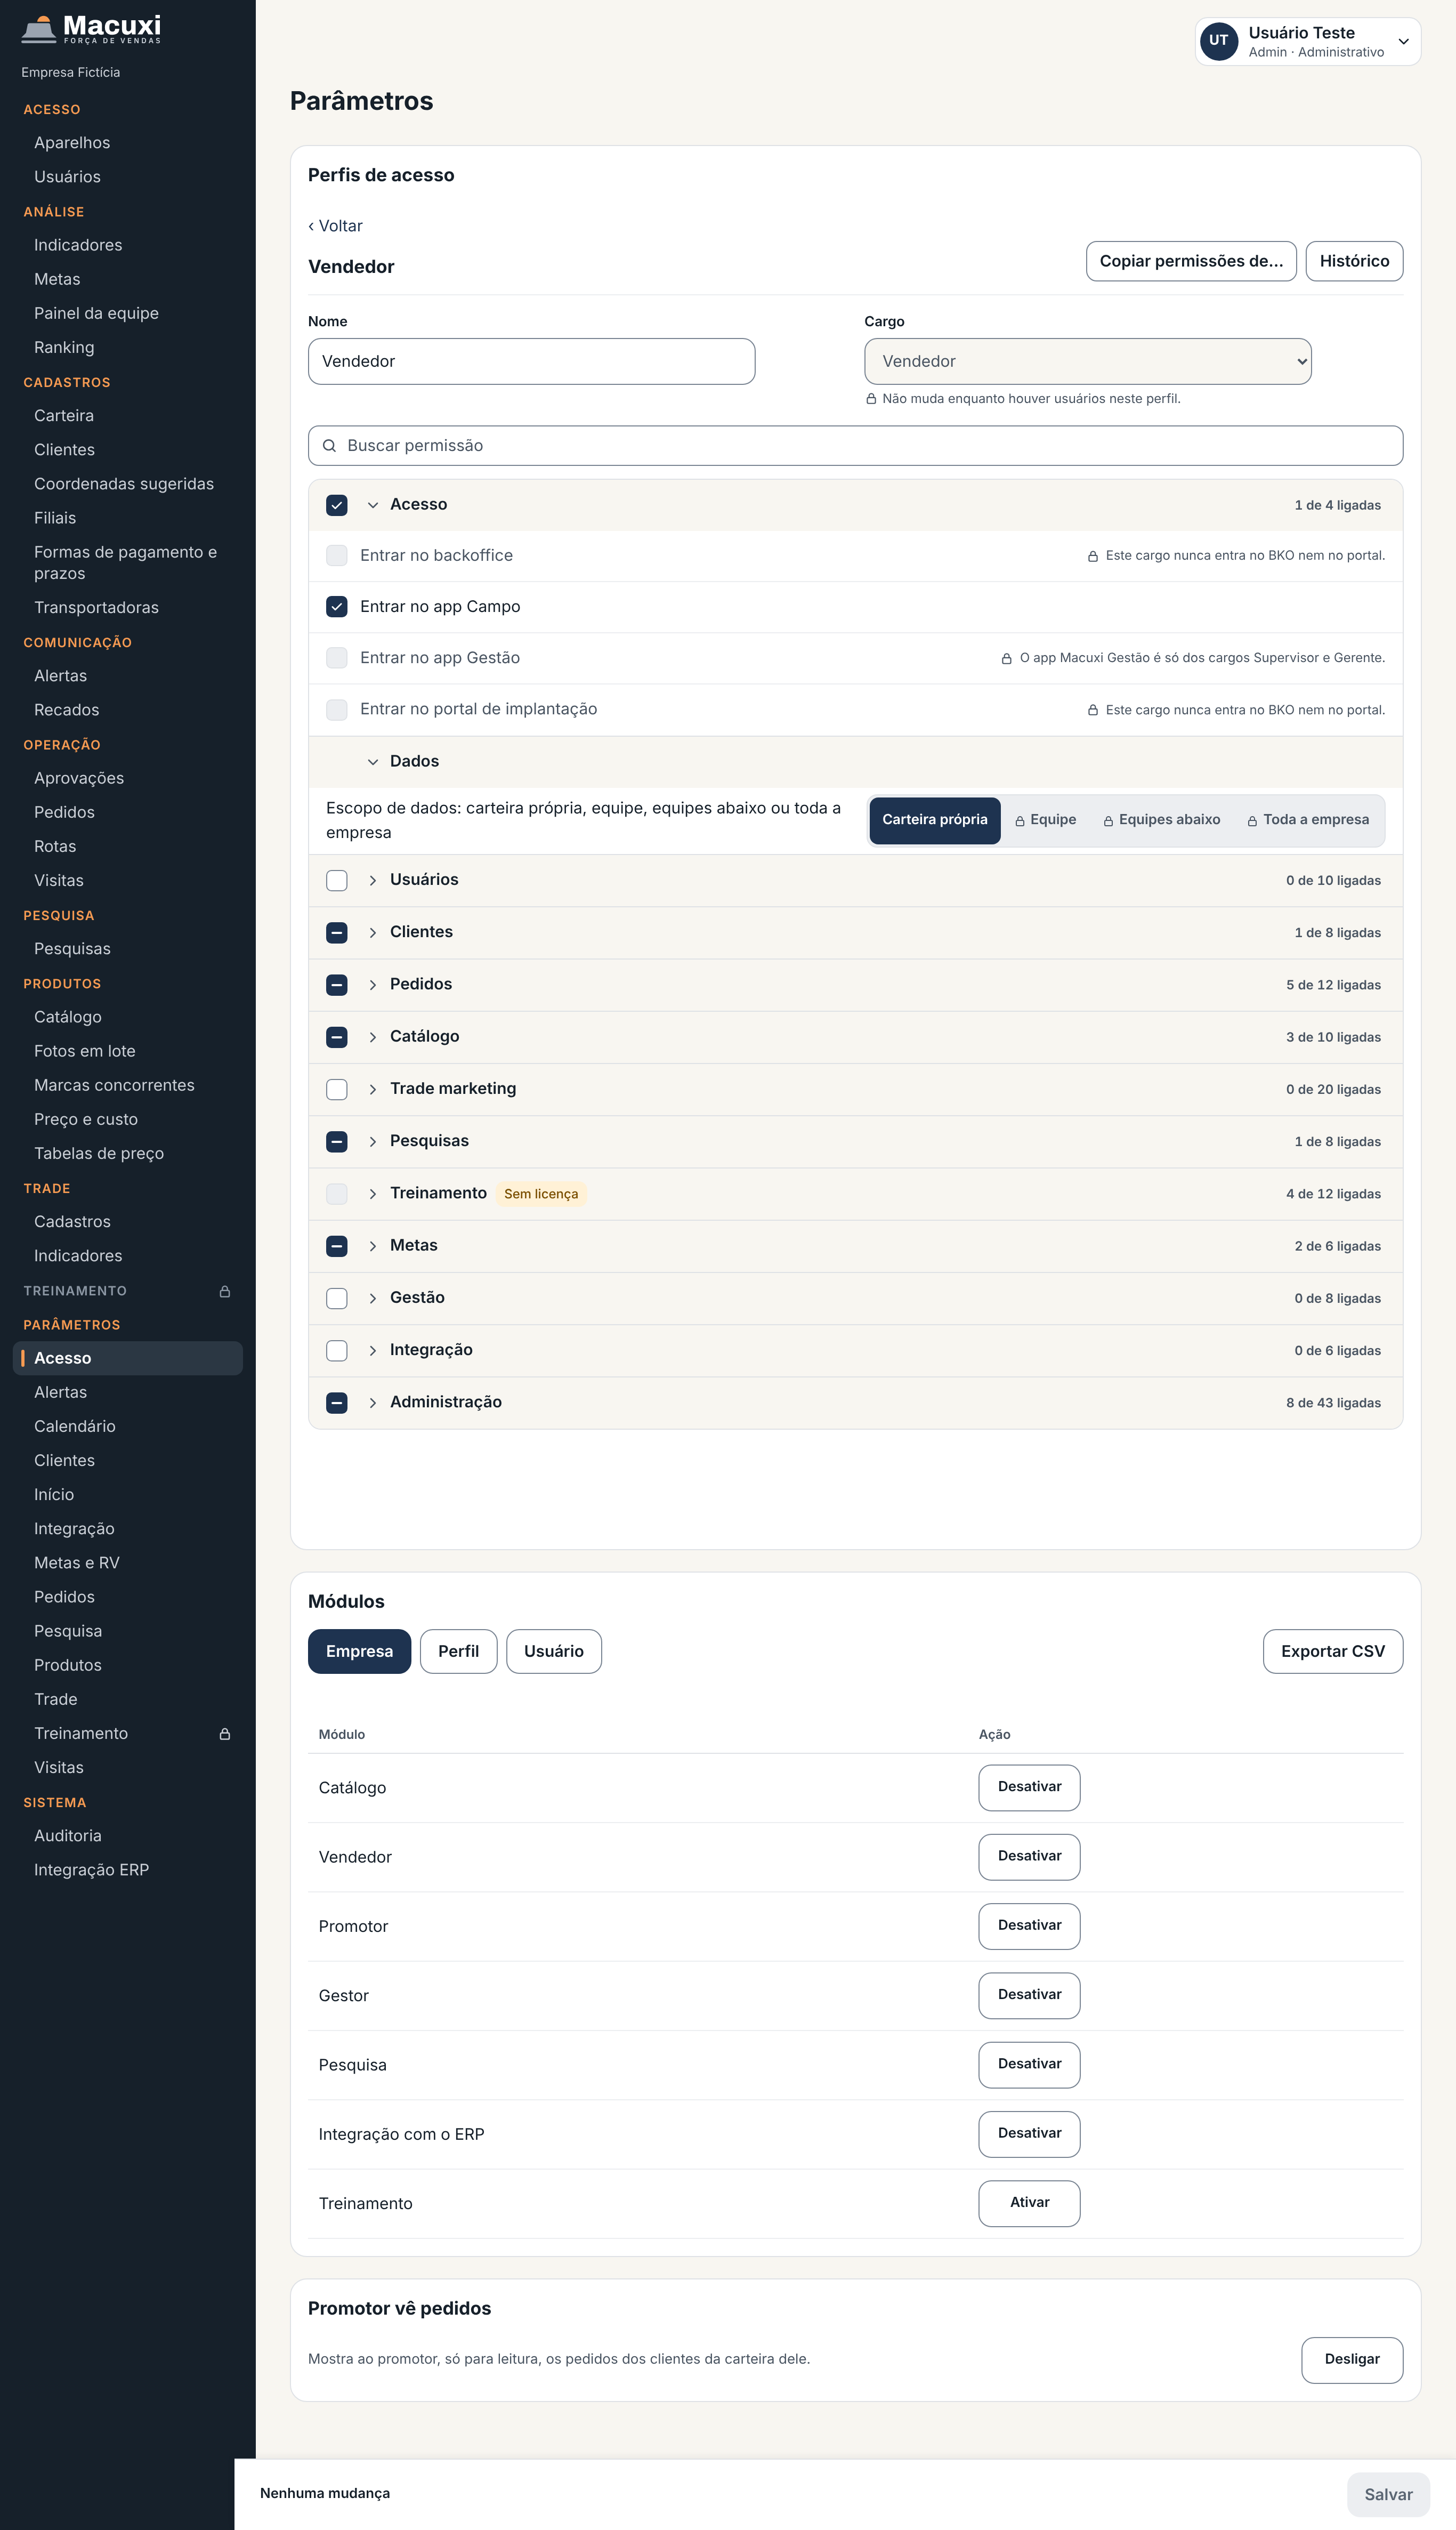 Macuxi
FORÇA DE VENDAS
Empresa Fictícia
ACESSO
Aparelhos
Usuários
ANÁLISE
Indicadores
Metas
Painel da equipe
Ranking
CADASTROS
Carteira
Clientes
Coordenadas sugeridas
Filiais
Formas de pagamento e
prazos
Transportadoras
COMUNICAÇÃO
Alertas
Recados
OPERAÇÃO
Aprovações
Pedidos
Rotas
Visitas
PESQUISA
Pesquisas
PRODUTOS
Catálogo
Fotos em lote
Marcas concorrentes
Preço e custo
Tabelas de preço
TRADE
Cadastros
Indicadores
TREINAMENTO
PARÂMETROS
Acesso
Alertas
Calendário
Clientes
Início
Integração
Metas e RV
Pedidos
Pesquisa
Produtos
Trade
Treinamento
Visitas
SISTEMA
Auditoria
Integração ERP
UT
Usuário Teste
Admin · Administrativo
Parâmetros
Perfis de acesso
‹ Voltar
Vendedor
Copiar permissões de...
Histórico
Nome
Cargo
Vendedor
Vendedor
Não muda enquanto houver usuários neste perfil.
Buscar permissão
Acesso 1 de 4 ligadas
Entrar no backoffice Este cargo nunca entra no BKO nem no portal.
Entrar no app Campo
Entrar no app Gestão O app Macuxi Gestão é só dos cargos Supervisor e Gerente.
Entrar no portal de implantação Este cargo nunca entra no BKO nem no portal.
Dados
Escopo de dados: carteira própria, equipe, equipes abaixo ou toda a
empresa
Carteira própria Equipe Equipes abaixo Toda a empresa
Usuários 0 de 10 ligadas
Clientes 1 de 8 ligadas
Pedidos 5 de 12 ligadas
Catálogo 3 de 10 ligadas
Trade marketing 0 de 20 ligadas
Pesquisas 1 de 8 ligadas
Treinamento Sem licença 4 de 12 ligadas
Metas 2 de 6 ligadas
Gestão 0 de 8 ligadas
Integração 0 de 6 ligadas
Administração 8 de 43 ligadas
Módulos
Empresa Perfil Usuário Exportar CSV
Módulo Ação
Catálogo Desativar
Vendedor Desativar
Promotor Desativar
Gestor Desativar
Pesquisa Desativar
Integração com o ERP Desativar
Treinamento Ativar
Promotor vê pedidos
Mostra ao promotor, só para leitura, os pedidos dos clientes da carteira dele. Desligar
Nenhuma mudança Salvar